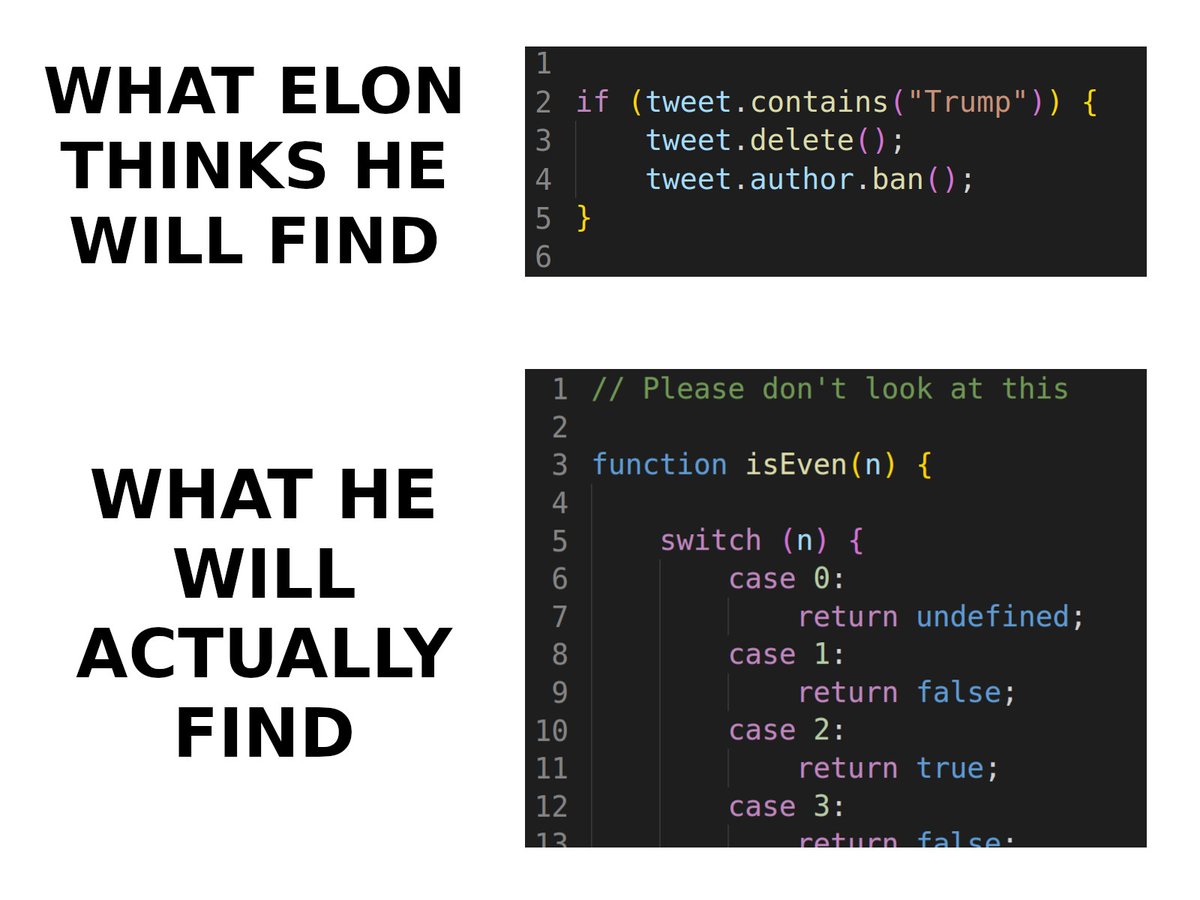 WHAT ELON
THINKS HE
WILL FIND
1
2 if (tweet.contains("Trump")) {
3     tweet.delete();
4     tweet.author.ban();
5 }
6
WHAT HE
WILL
ACTUALLY
FIND
1 // Please don't look at this
2
3 function isEven(n) {
4
5     switch (n) {
6         case 0:
7             return undefined;
8         case 1:
9             return false;
10         case 2:
11             return true;
12         case 3:
13             return false;